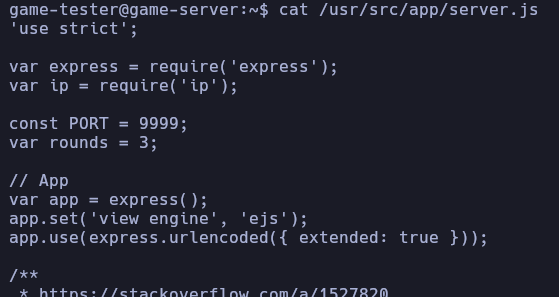 game-tester@game-server:~$ cat /usr/src/app/server.js
'use strict';
var express = require('express');
var ip = require('ip');
const PORT = 9999;
var rounds = 3;
// App
var app = express();
app.set('view engine', 'ejs');
app.use(express.urlencoded({ extended: true }));
/**
* https://stackoverflow.com/a/1527820